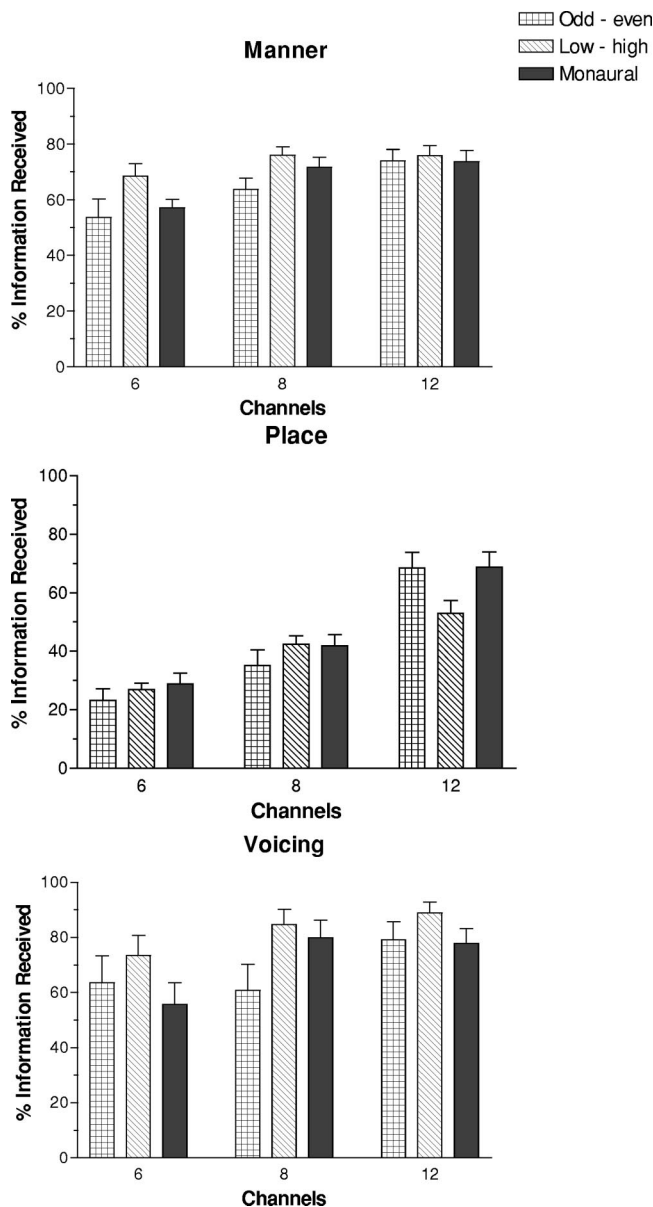 Odd - even
Low - high
Monaural
Manner
% Information Received
100
80
60
40
20
0
6 8 12
Channels
Place
% Information Received
100
80
60
40
20
0
6 8 12
Channels
Voicing
% Information Received
100
80
60
40
20
0
6 8 12
Channels